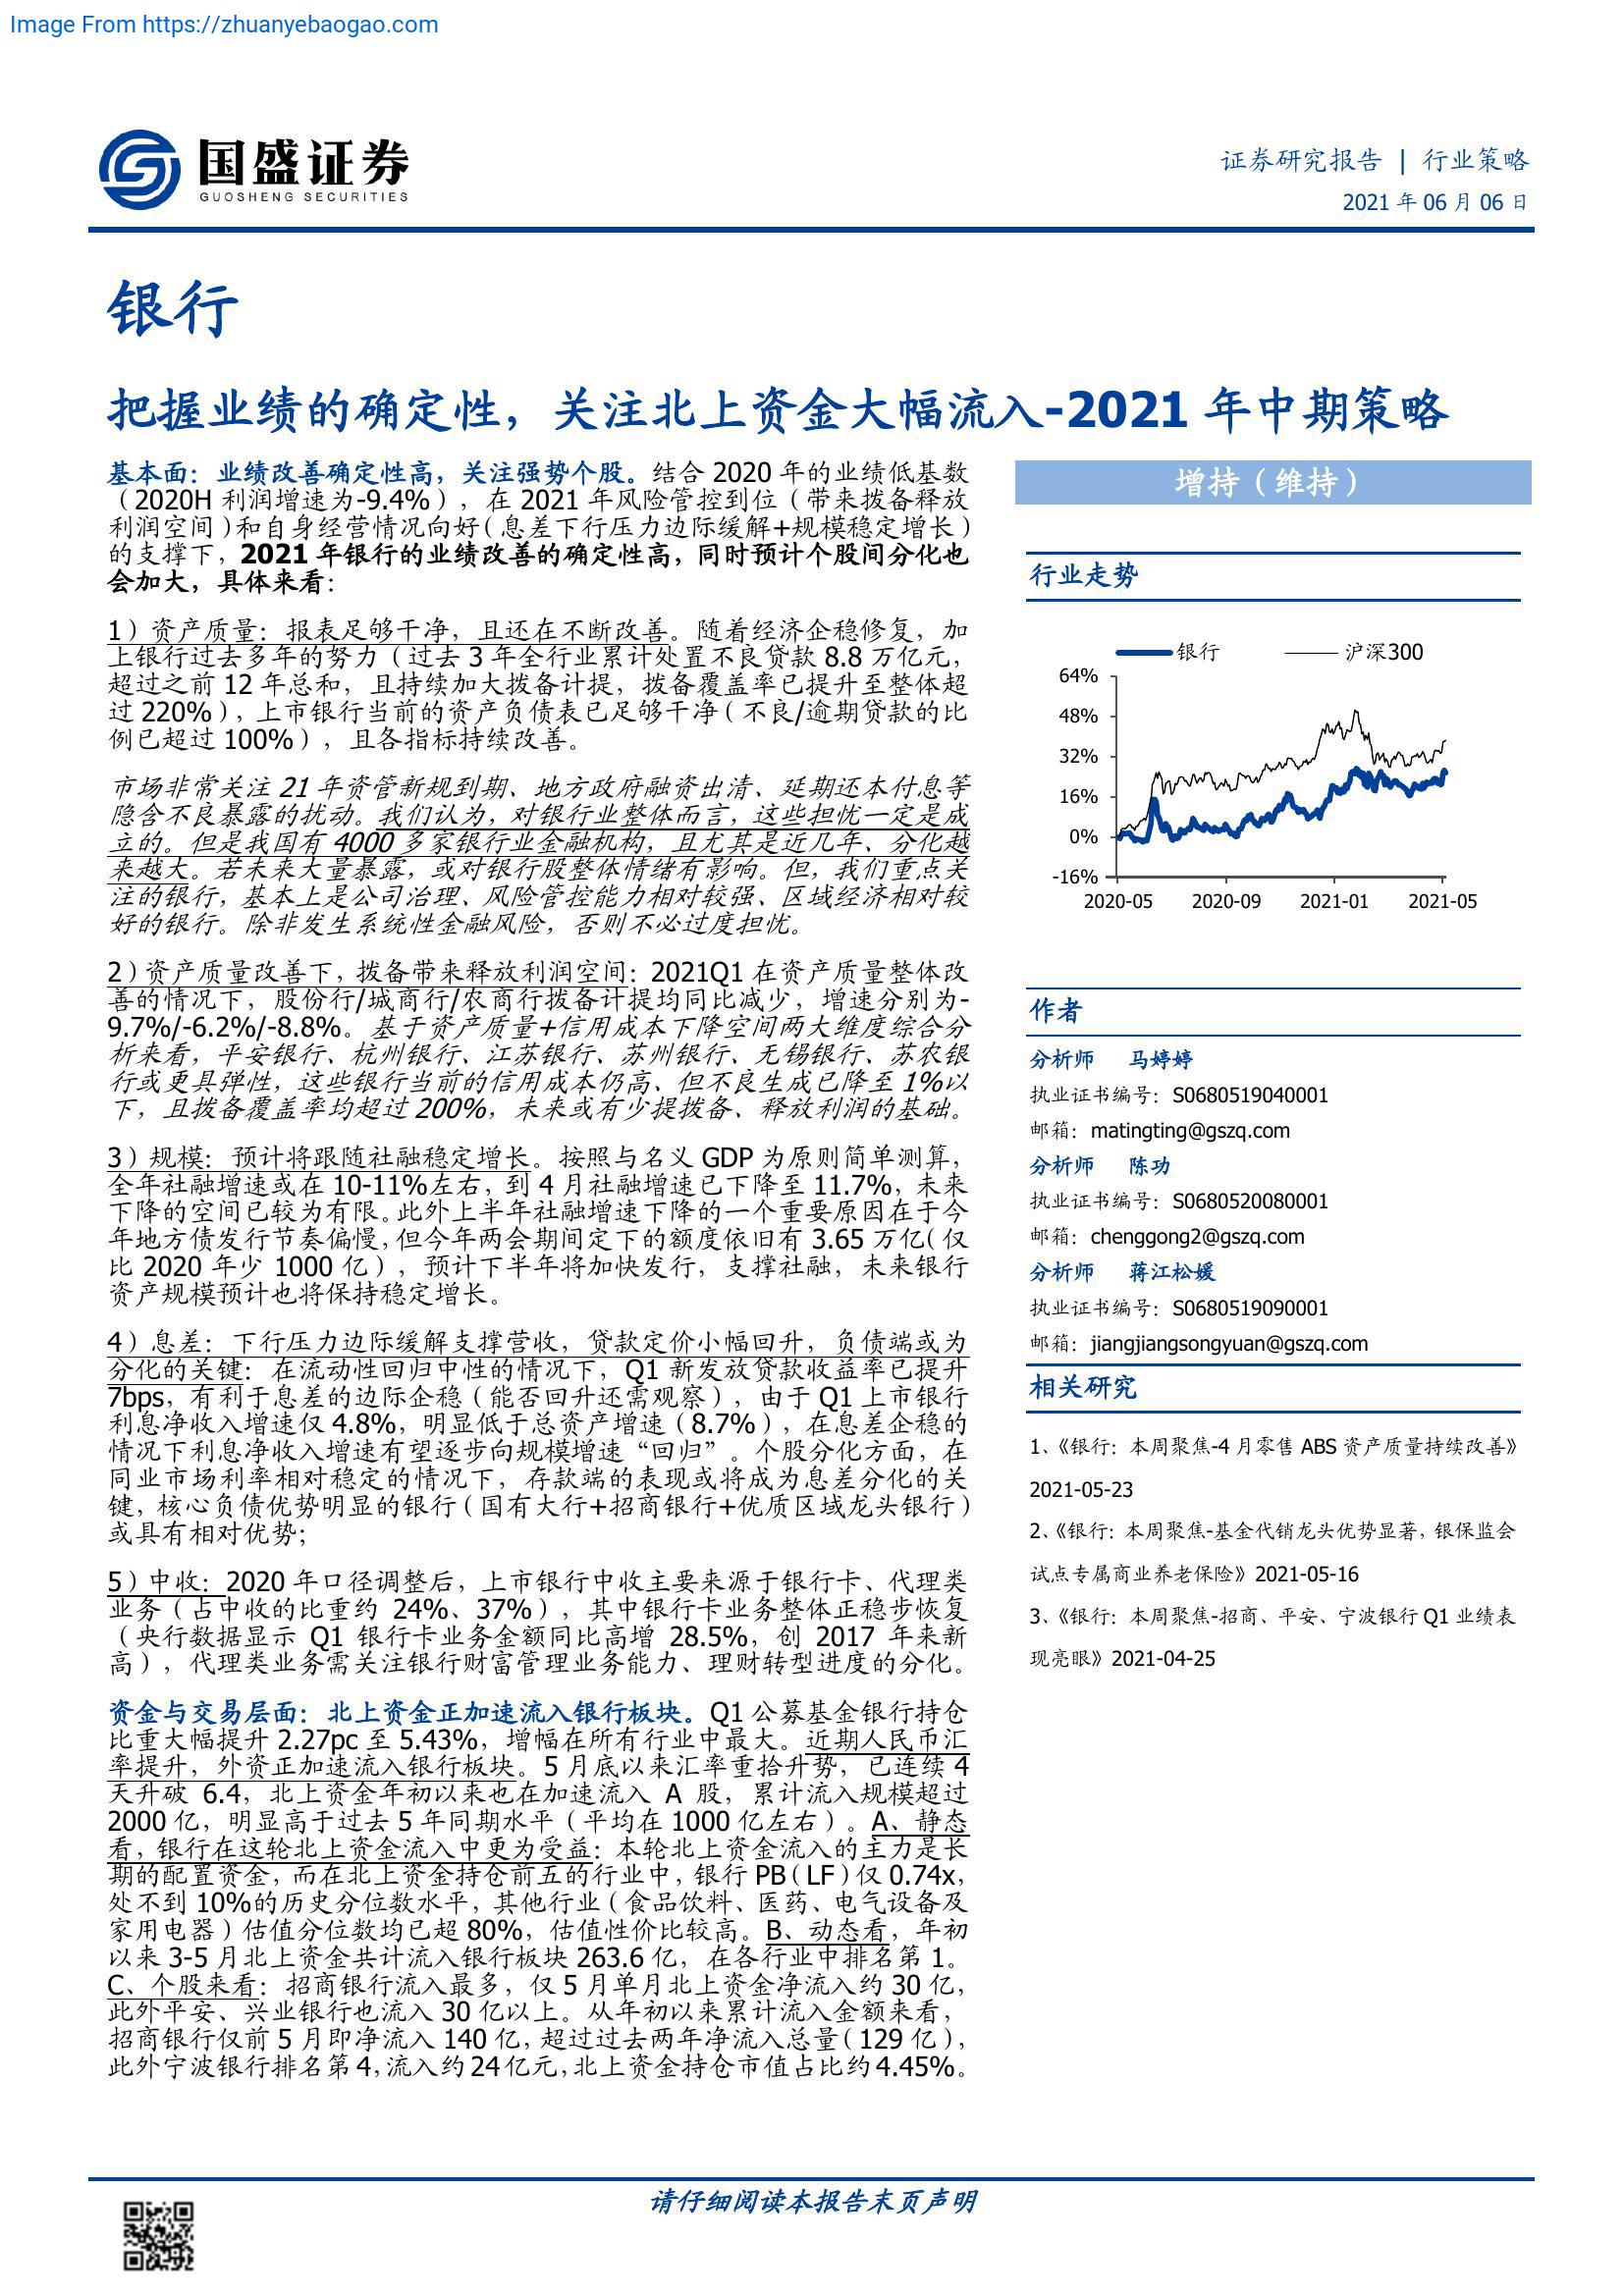 Image From https://zhuanyebaogao.com
国盛证券
GUOSHENG SECURITIES
证券研究报告 | 行业策略
2021 年 06 月 06 日
银行
把握业绩的确定性，关注北上资金大幅流入-2021 年中期策略
基本面：业绩改善确定性高，关注强势个股。结合 2020 年的业绩低基数
（2020H 利润增速为-9.4%），在 2021 年风险管控到位（带来拨备释放
利润空间）和自身经营情况向好（息差下行压力边际缓解+规模稳定增长）
的支撑下，2021 年银行的业绩改善的确定性高，同时预计个股间分化也
会加大，具体来看：
1）资产质量：报表足够干净，且还在不断改善。随着经济企稳修复，加
上银行过去多年的努力（过去 3 年全行业累计处置不良贷款 8.8 万亿元，
超过之前 12 年总和，且持续加大拨备计提，拨备覆盖率已提升至整体超
过 220%），上市银行当前的资产负债表已足够干净（不良/逾期贷款的比
例已超过 100%），且各指标持续改善。
市场非常关注 21 年资管新规到期、地方政府融资出清、延期还本付息等
隐含不良暴露的扰动。我们认为，对银行业整体而言，这些担忧一定是成
立的。但是我国有 4000 多家银行业金融机构，且尤其是近几年、分化越
来越大。若未来大量暴露，或对银行股整体情绪有影响。但，我们重点关
注的银行，基本上是公司治理、风险管控能力相对较强、区域经济相对较
好的银行。除非发生系统性金融风险，否则不必过度担忧。
2）资产质量改善下，拨备带来释放利润空间：2021Q1 在资产质量整体改
善的情况下，股份行/城商行/农商行拨备计提均同比减少，增速分别为-
9.7%/-6.2%/-8.8%。基于资产质量+信用成本下降空间两大维度综合分
析来看，平安银行、杭州银行、江苏银行、苏州银行、无锡银行、苏农银
行或更具弹性，这些银行当前的信用成本仍高、但不良生成已降至 1%以
下，且拨备覆盖率均超过 200%，未来或有少提拨备、释放利润的基础。
3）规模：预计将跟随社融稳定增长。按照与名义 GDP 为原则简单测算，
全年社融增速或在 10-11%左右，到 4 月社融增速已下降至 11.7%，未来
下降的空间已较为有限。此外上半年社融增速下降的一个重要原因在于今
年地方债发行节奏偏慢，但今年两会期间定下的额度依旧有 3.65 万亿（仅
比 2020 年少 1000 亿），预计下半年将加快发行，支撑社融，未来银行
资产规模预计也将保持稳定增长。
4）息差：下行压力边际缓解支撑营收，贷款定价小幅回升，负债端或为
分化的关键：在流动性回归中性的情况下，Q1 新发放贷款收益率已提升
7bps，有利于息差的边际企稳（能否回升还需观察），由于 Q1 上市银行
利息净收入增速仅 4.8%，明显低于总资产增速（8.7%），在息差企稳的
情况下利息净收入增速有望逐步向规模增速“回归”。个股分化方面，在
同业市场利率相对稳定的情况下，存款端的表现或将成为息差分化的关
键，核心负债优势明显的银行（国有大行+招商银行+优质区域龙头银行）
或具有相对优势；
5）中收：2020 年口径调整后，上市银行中收主要来源于银行卡、代理类
业务（占中收的比重约 24%、37%），其中银行卡业务整体正稳步恢复
（央行数据显示 Q1 银行卡业务金额同比高增 28.5%，创 2017 年来新
高），代理类业务需关注银行财富管理业务能力、理财转型进度的分化。
资金与交易层面：北上资金正加速流入银行板块。Q1 公募基金银行持仓
比重大幅提升 2.27pc 至 5.43%，增幅在所有行业中最大。近期人民币汇
率提升，外资正加速流入银行板块。5 月底以来汇率重拾升势，已连续 4
天升破 6.4，北上资金年初以来也在加速流入 A 股，累计流入规模超过
2000 亿，明显高于过去 5 年同期水平（平均在 1000 亿左右）。A、静态
看，银行在这轮北上资金流入中更为受益：本轮北上资金流入的主力是长
期的配置资金，而在北上资金持仓前五的行业中，银行 PB（LF）仅 0.74x，
处不到 10%的历史分位数水平，其他行业（食品饮料、医药、电气设备及
家用电器）估值分位数均已超 80%，估值性价比较高。B、动态看，年初
以来 3-5 月北上资金共计流入银行板块 263.6 亿，在各行业中排名第 1。
C、个股来看：招商银行流入最多，仅 5 月单月北上资金净流入约 30 亿，
此外平安、兴业银行也流入 30 亿以上。从年初以来累计流入金额来看，
招商银行仅前 5 月即净流入 140 亿，超过过去两年净流入总量（129 亿），
此外宁波银行排名第 4，流入约 24 亿元，北上资金持仓市值占比约 4.45%。
增持（维持）
行业走势
银行
沪深300
64%
48%
32%
16%
0%
-16%
2020-05 2020-09 2021-01 2021-05
作者
分析师 马婷婷
执业证书编号：S0680519040001
邮箱：matingting@gszq.com
分析师 陈功
执业证书编号：S0680520080001
邮箱：chenggong2@gszq.com
分析师 蒋江松媛
执业证书编号：S0680519090001
邮箱：jiangjiangsongyuan@gszq.com
相关研究
1、《银行：本周聚焦-4 月零售 ABS 资产质量持续改善》
2021-05-23
2、《银行：本周聚焦-基金代销龙头优势显著，银保监会
试点专属商业养老保险》2021-05-16
3、《银行：本周聚焦-招商、平安、宁波银行 Q1 业绩表
现亮眼》2021-04-25
请仔细阅读本报告末页声明